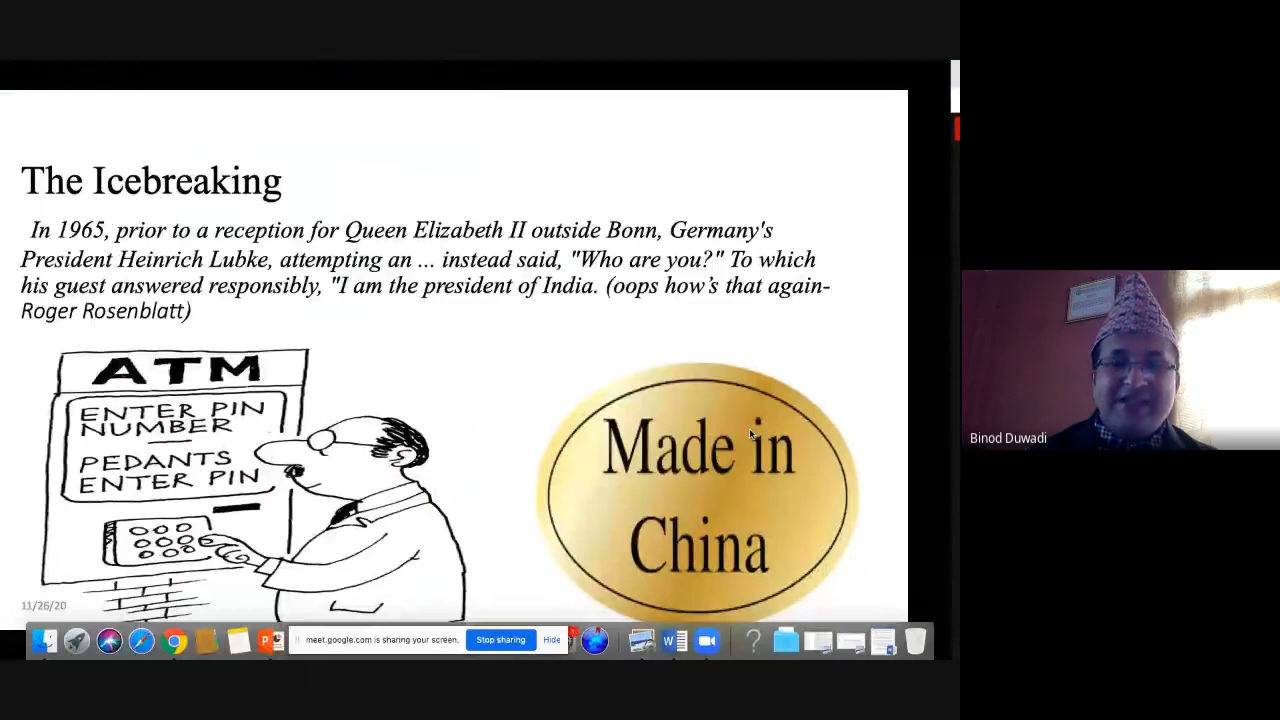 The Icebreaking
In 1965, prior to a reception for Queen Elizabeth II outside Bonn, Germany's
President Heinrich Lubke, attempting an ... instead said, "Who are you?" To which
his guest answered responsibly, "I am the president of India. (oops how's that again-
Roger Rosenblatt)
ATM
ENTER PIN
NUMBER
PEDANTS
ENTER PIN
Made in
China
11/26/20
meet.google.com is sharing your screen.
Stop sharing
Hide
Binod Duwadi